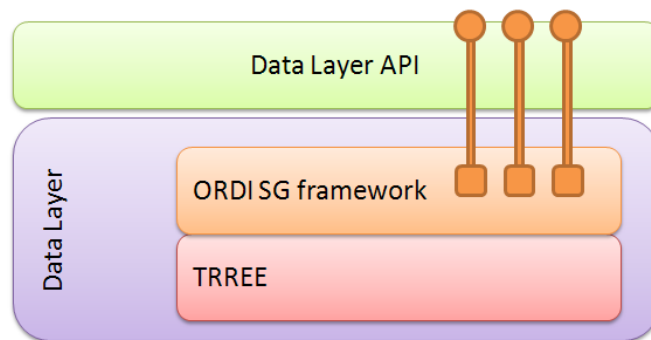 Data Layer API
Data Layer
ORDI SG framework
TRREE